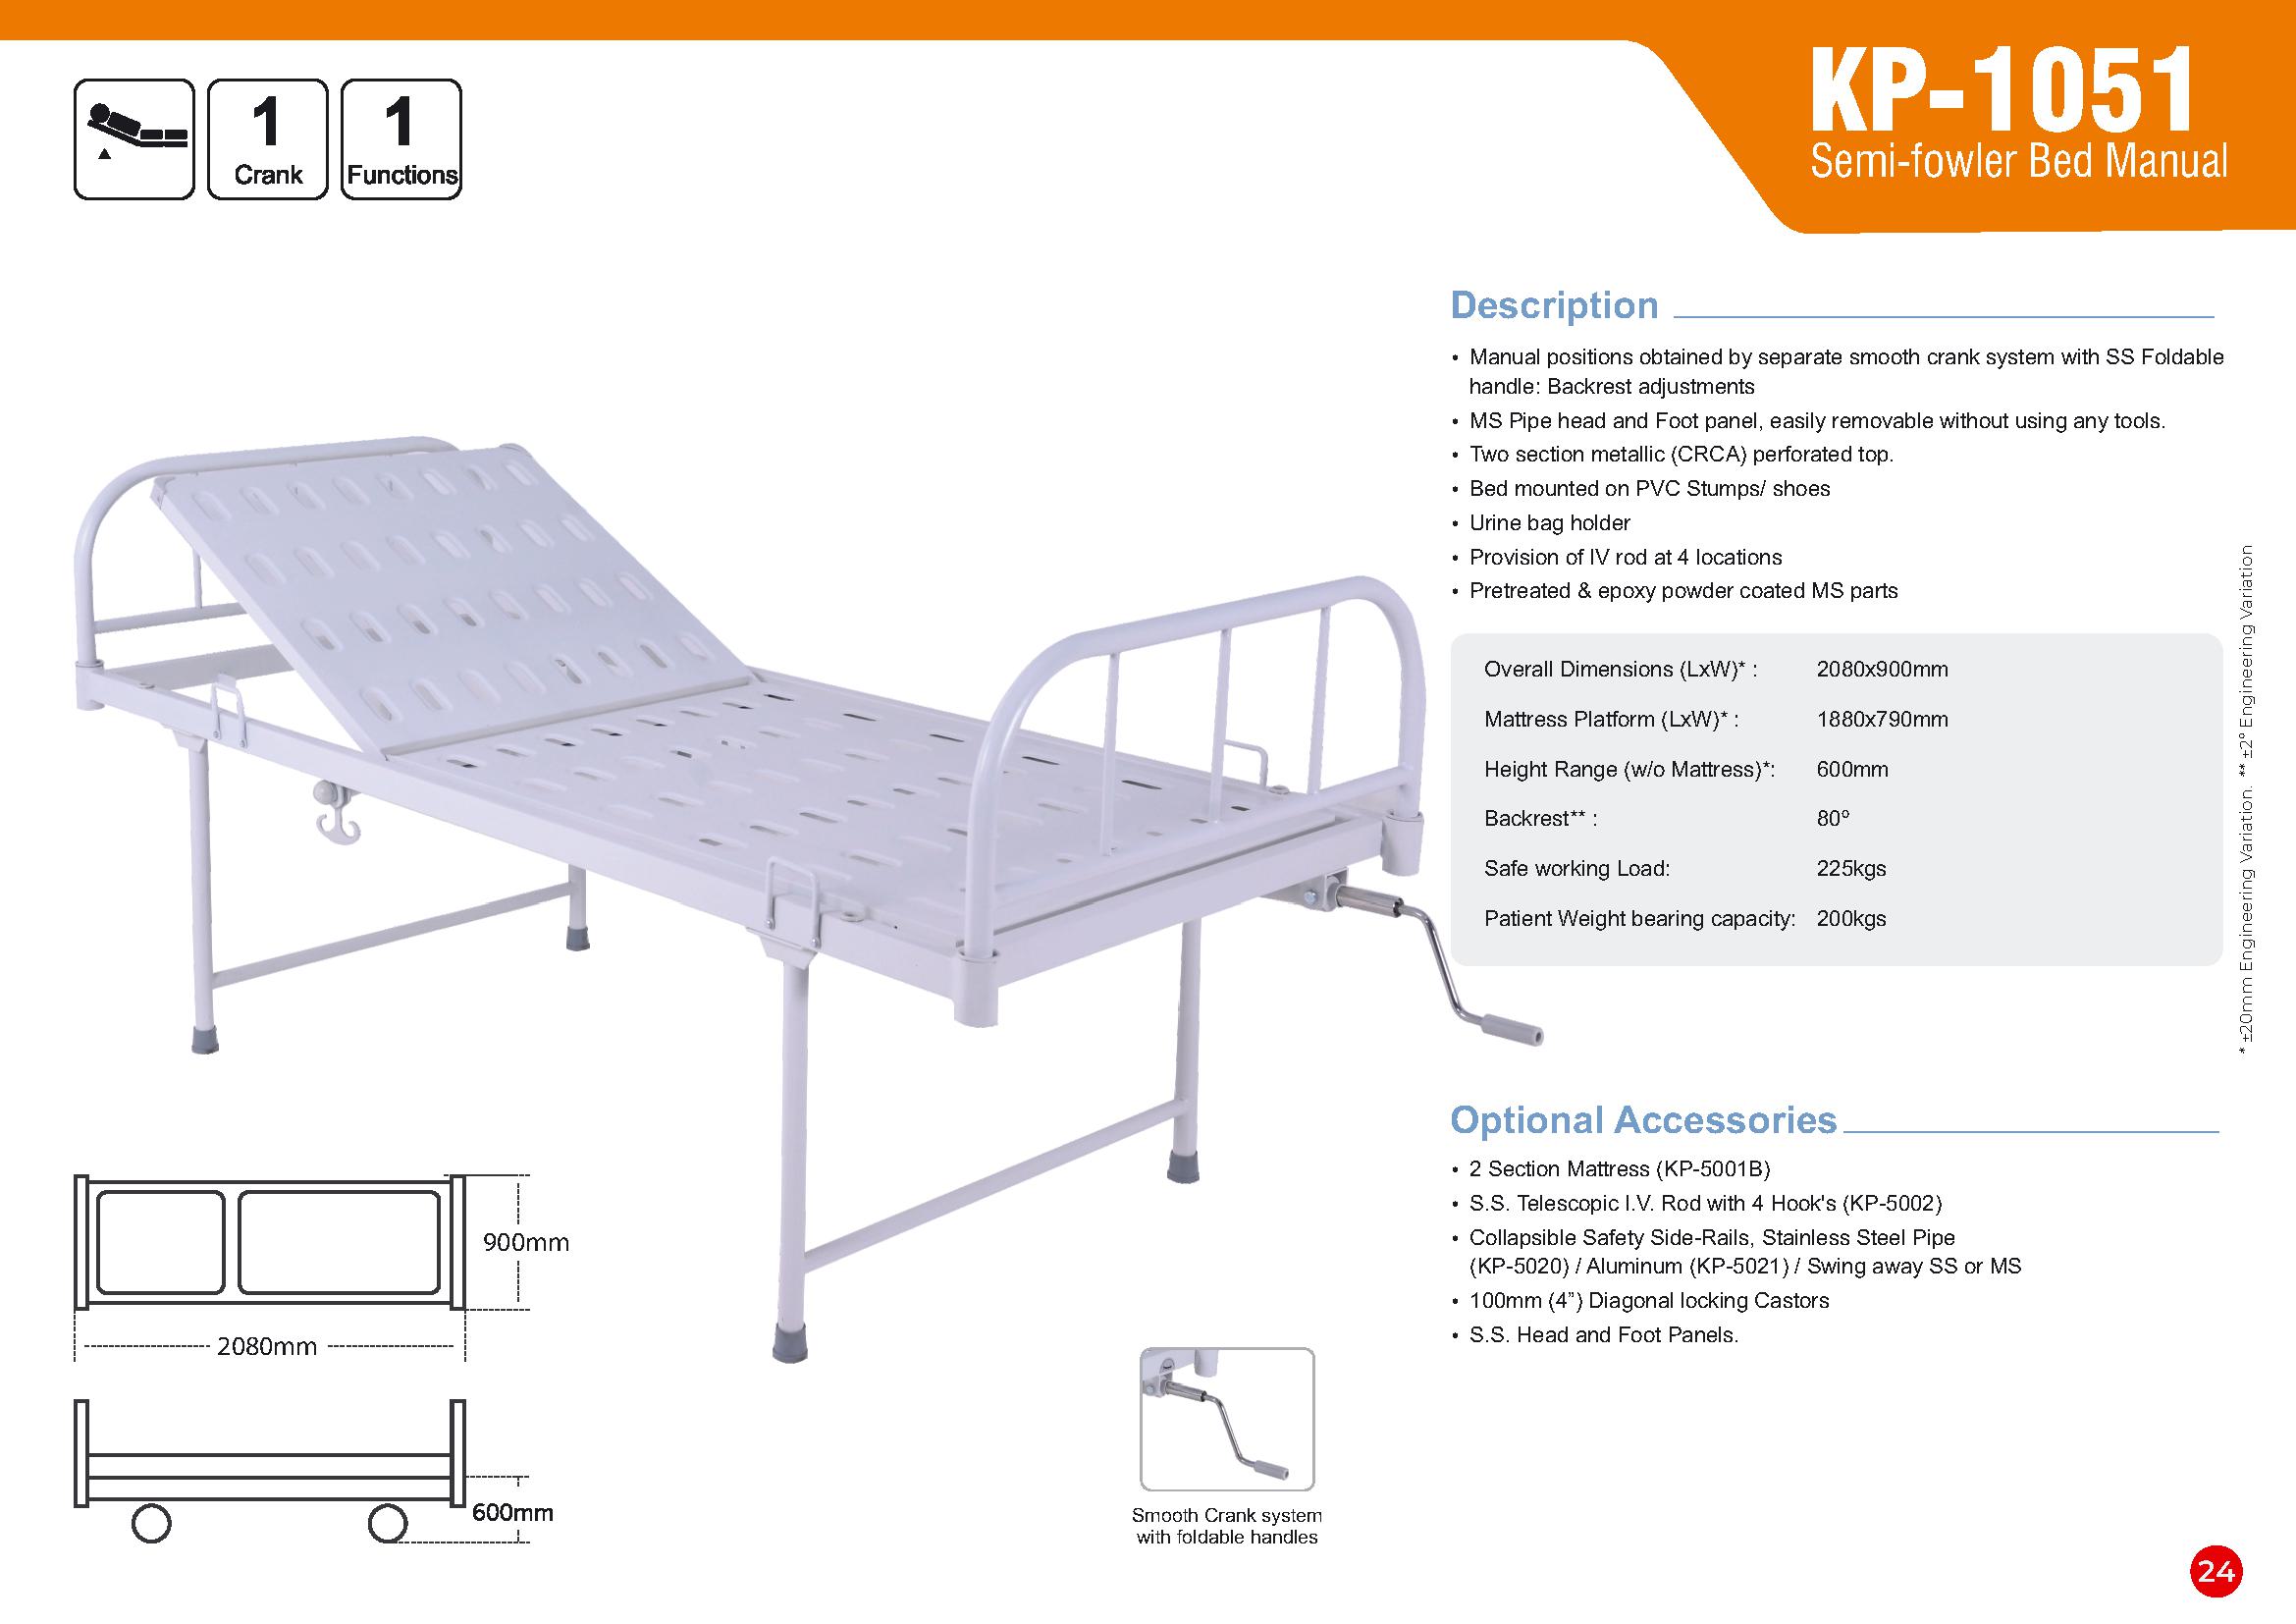 KP-1051
Semi-fowler Bed Manual
1
Crank
1
Functions
Description
• Manual positions obtained by separate smooth crank system with SS Foldable
handle: Backrest adjustments
• MS Pipe head and Foot panel, easily removable without using any tools.
• Two section metallic (CRCA) perforated top.
• Bed mounted on PVC Stumps/ shoes
• Urine bag holder
• Provision of IV rod at 4 locations
• Pretreated & epoxy powder coated MS parts
Overall Dimensions (LxW)* : 2080x900mm
Mattress Platform (LxW)* : 1880x790mm
Height Range (w/o Mattress)*: 600mm
Backrest** : 80º
Safe working Load: 225kgs
Patient Weight bearing capacity: 200kgs
* ±20mm Engineering Variation. ** ±2° Engineering Variation
Optional Accessories
• 2 Section Mattress (KP-5001B)
• S.S. Telescopic I.V. Rod with 4 Hook's (KP-5002)
• Collapsible Safety Side-Rails, Stainless Steel Pipe
(KP-5020) / Aluminum (KP-5021) / Swing away SS or MS
• 100mm (4”) Diagonal locking Castors
• S.S. Head and Foot Panels.
900mm
2080mm
600mm
Smooth Crank system
with foldable handles
24